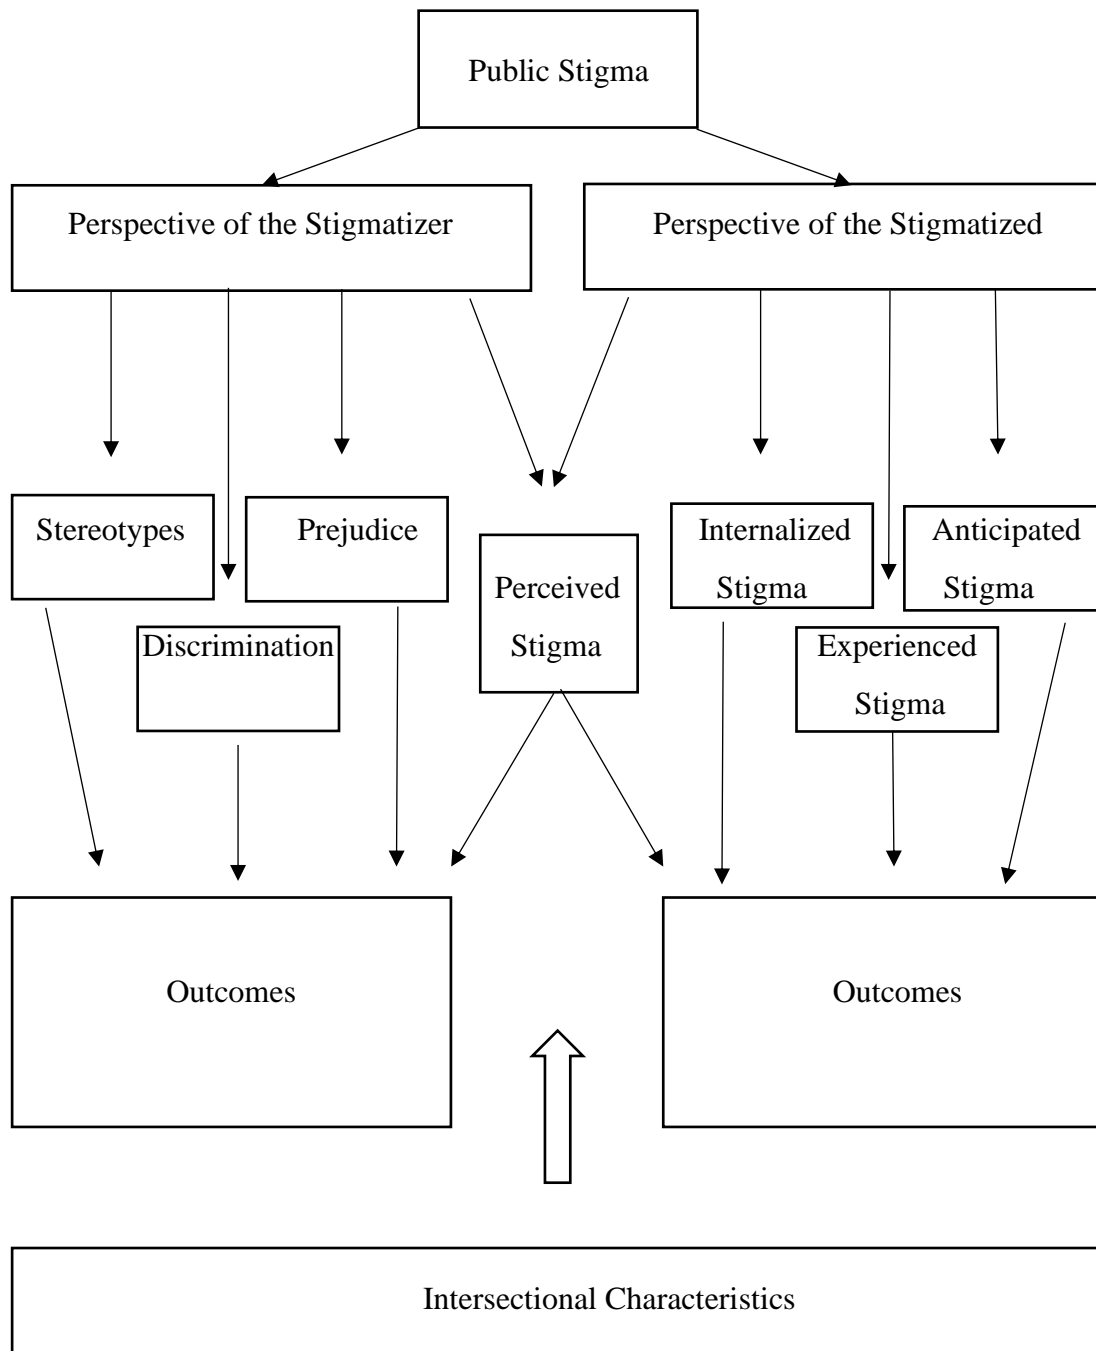 Public Stigma
Perspective of the Stigmatizer
Perspective of the Stigmatized
Stereotypes
Prejudice
Discrimination
Perceived
Stigma
Internalized
Stigma
Anticipated
Stigma
Experienced
Stigma
Outcomes
Outcomes
Intersectional Characteristics